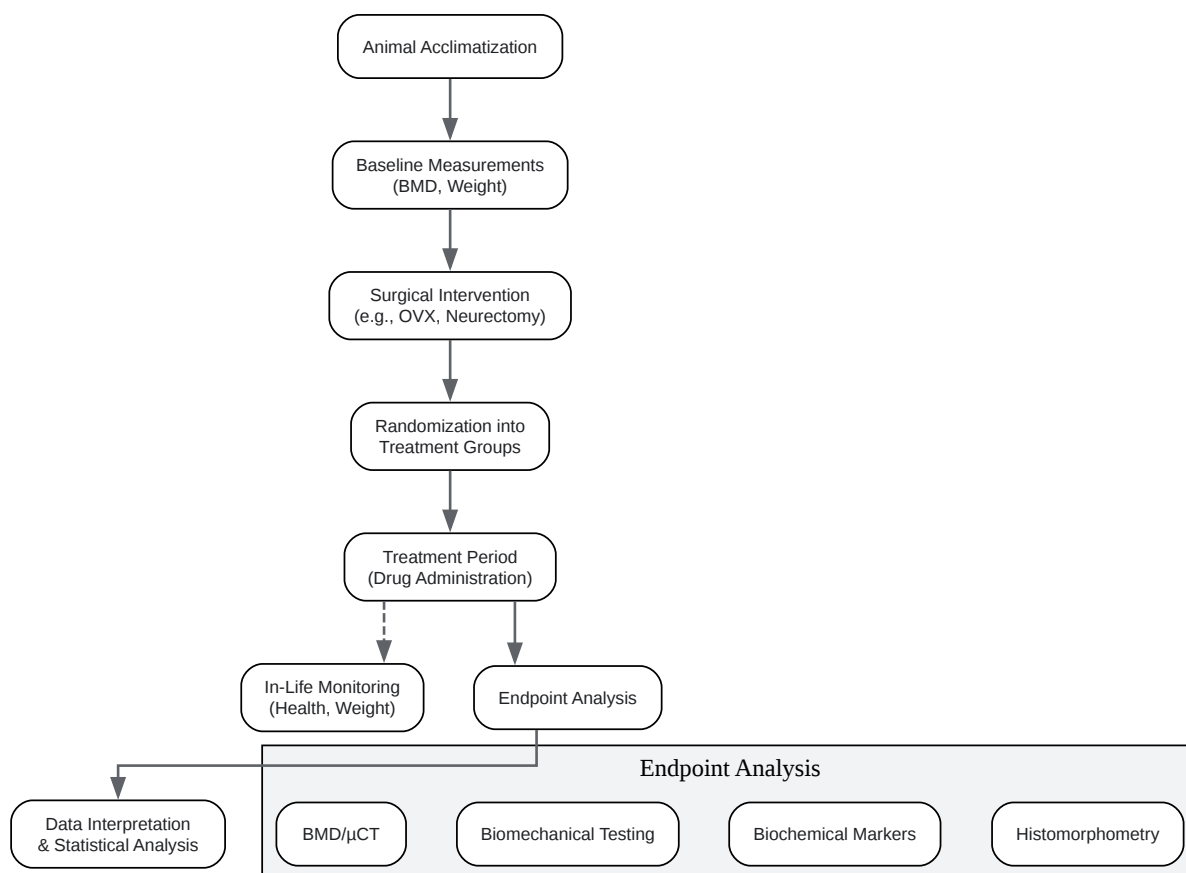 Animal Acclimatization
Baseline Measurements
(BMD, Weight)
Surgical Intervention
(e.g., OVX, Neurectomy)
Randomization into
Treatment Groups
Treatment Period
(Drug Administration)
In-Life Monitoring
(Health, Weight)
Endpoint Analysis
Endpoint Analysis
Data Interpretation
& Statistical Analysis
BMD/µCT
Biomechanical Testing
Biochemical Markers
Histomorphometry